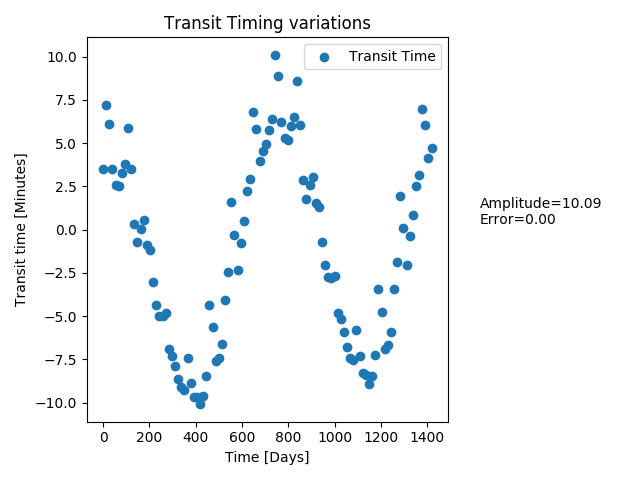 Transit Timing variations
Transit Time
10.0
7.5
5.0
2.5
0.0
−2.5
−5.0
−7.5
−10.0
Transit time [Minutes]
0 200 400 600 800 1000 1200 1400
Time [Days]
Amplitude=10.09
Error=0.00